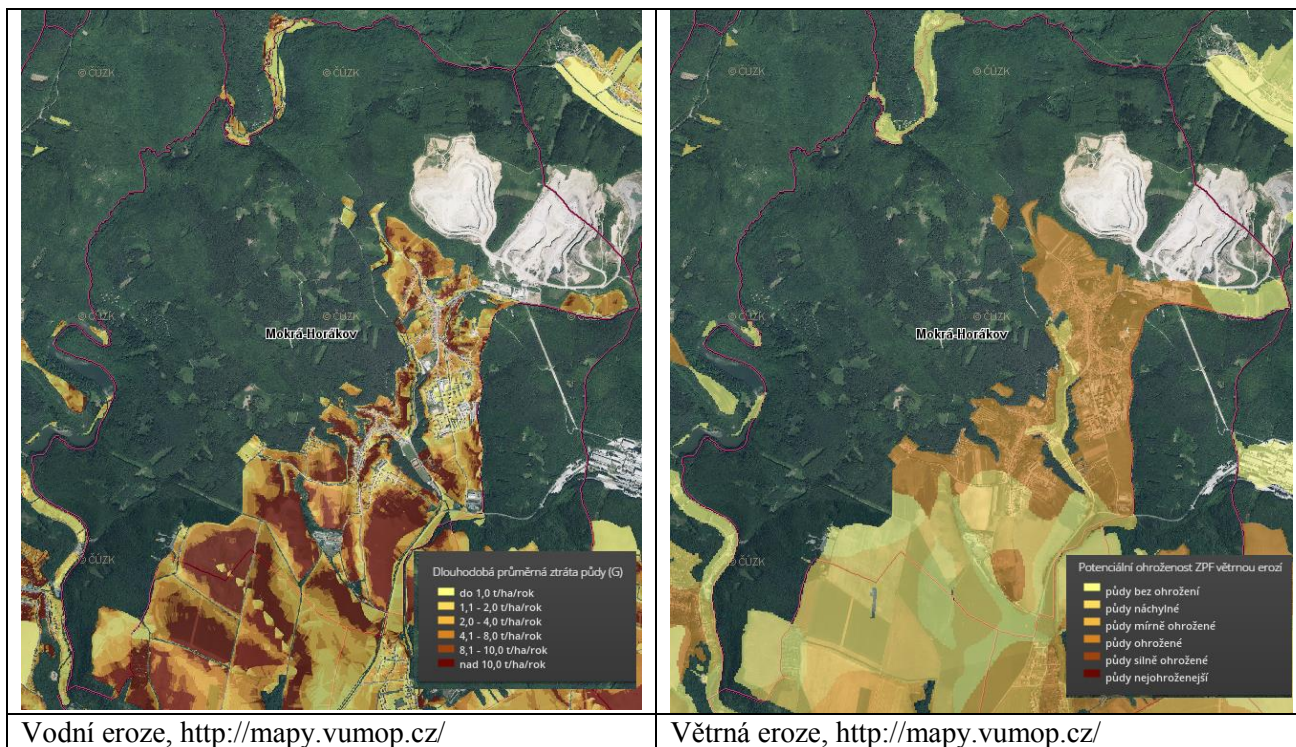 © ČÚZK
© ČÚZK
Mokrá-Horákov
© ČÚZK
© ČÚZK
Dlouhodobá průměrná ztráta půdy (G)
do 1,0 t/ha/rok
1,1 - 2,0 t/ha/rok
2,0 - 4,0 t/ha/rok
4,1 - 8,0 t/ha/rok
8,1 - 10,0 t/ha/rok
nad 10,0 t/ha/rok
Vodní eroze, http://mapy.vumop.cz/
© ČÚZK
© ČÚZK
Mokrá-Horákov
© ČÚZK
© ČÚZK
Potenciální ohroženost ZPF větrnou erozí
půdy bez ohrožení
půdy náchylné
půdy mírně ohrožené
půdy ohrožené
půdy silně ohrožené
půdy nejohroženější
Větrná eroze, http://mapy.vumop.cz/